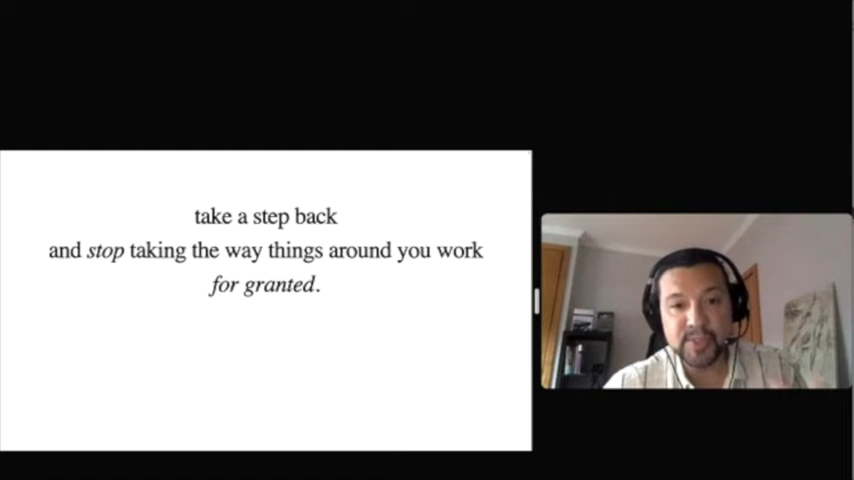 take a step back
and stop taking the way things around you work
for granted.